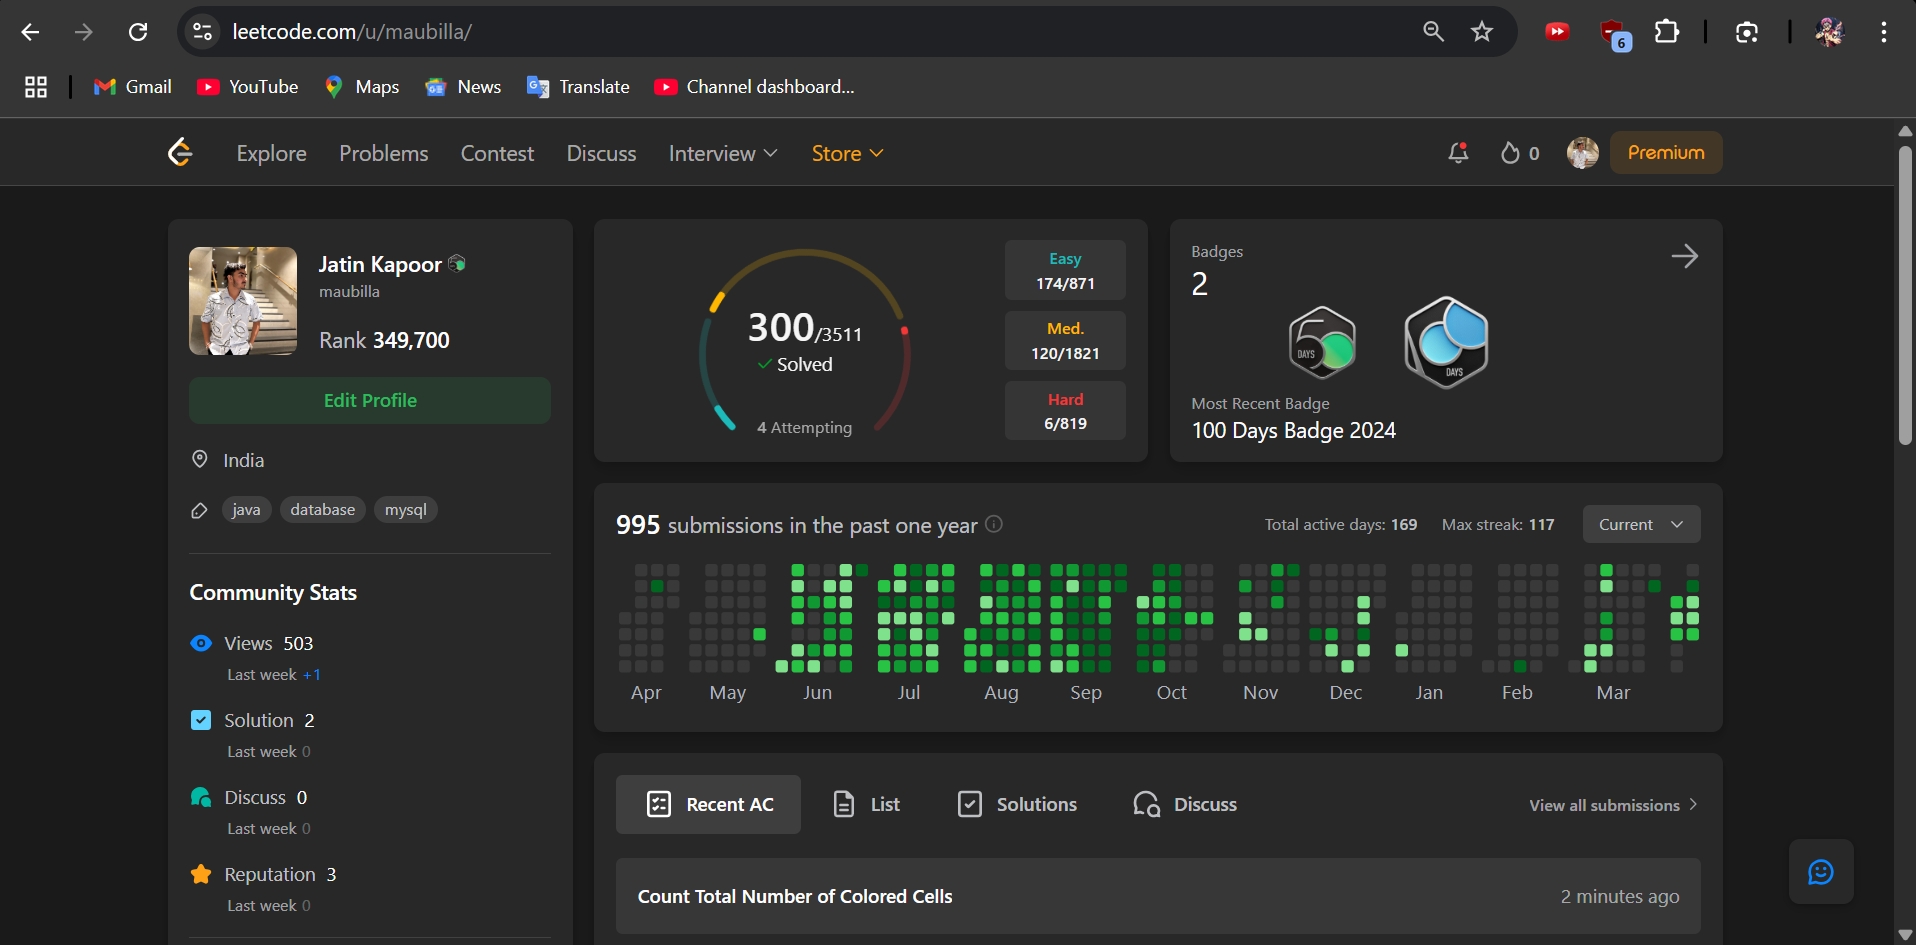 leetcode.com/u/maubilla/
6
Gmail
YouTube
Maps
News
Translate
Channel dashboard...
Explore
Problems
Contest
Discuss
Interview
Store
0
Premium
Jatin Kapoor
maubilla
Rank 349,700
Edit Profile
India
java
database
mysql
Community Stats
Views 503
Last week +1
Solution 2
Last week 0
Discuss 0
Last week 0
Reputation 3
Last week 0
300/3511
Solved
4 Attempting
Easy
174/871
Med.
120/1821
Hard
6/819
Badges
2
50
DAYS
DAYS
Most Recent Badge
100 Days Badge 2024
995 submissions in the past one year
Total active days: 169
Max streak: 117
Current
Apr
May
Jun
Jul
Aug
Sep
Oct
Nov
Dec
Jan
Feb
Mar
Recent AC
List
Solutions
Discuss
View all submissions
Count Total Number of Colored Cells
2 minutes ago